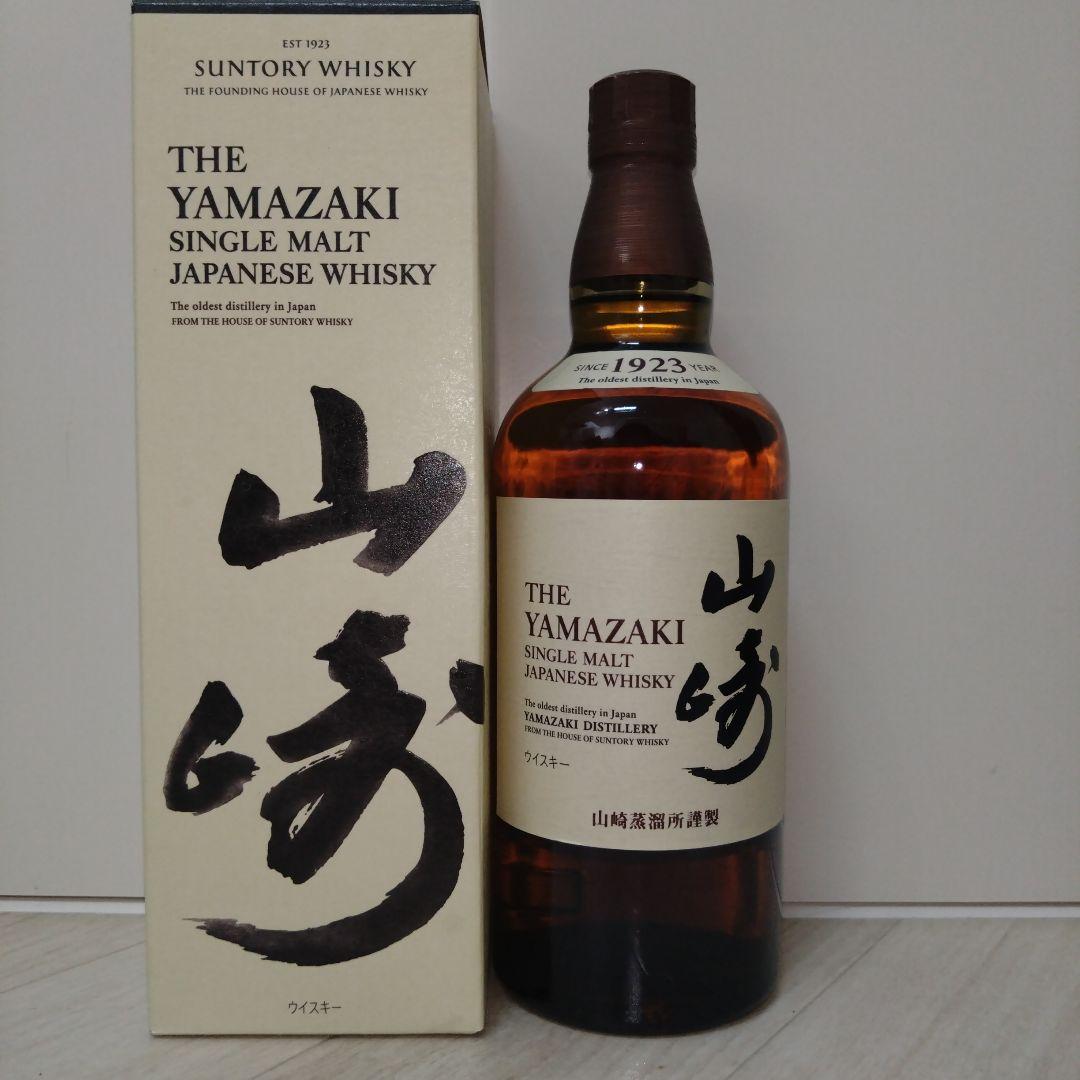 EST 1923
SUNTORY WHISKY
THE FOUNDING HOUSE OF JAPANESE WHISKY
THE
YAMAZAKI
SINGLE MALT
JAPANESE WHISKY
The oldest distillery in Japan
FROM THE HOUSE OF SUNTORY WHISKY
山崎
ウイスキー
SINCE 1923 YEAR
The oldest distillery in Japan
THE
YAMAZAKI
SINGLE MALT
JAPANESE WHISKY
The oldest distillery in Japan
YAMAZAKI DISTILLERY
FROM THE HOUSE OF SUNTORY WHISKY
ウイスキー
山崎
山崎蒸溜所謹製